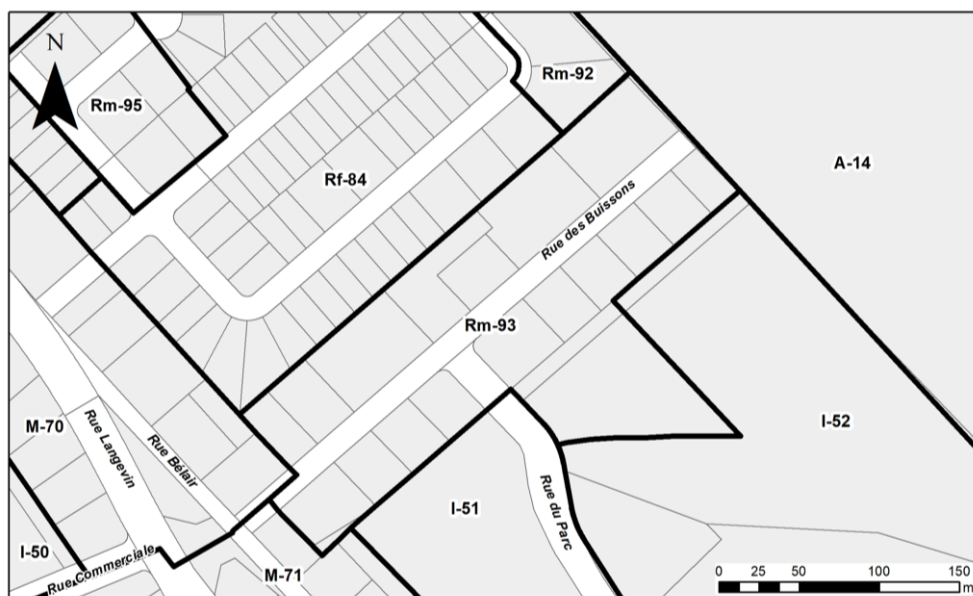 N
Rm-92
Rm-95
A-14
Rf-84
Rue des Buissons
Rm-93
M-70
Rue Langevin
Rue Bélair
I-52
I-51
Rue du Parc
I-50
Rue Commerciale
M-71
0 25 50 100 150
m